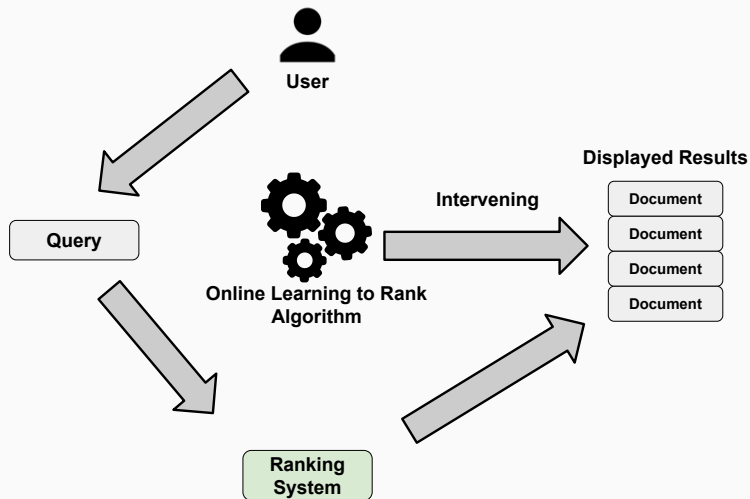 User
Displayed Results
Document
Document
Document
Document
Intervening
Query
Online Learning to Rank
Algorithm
Ranking
System